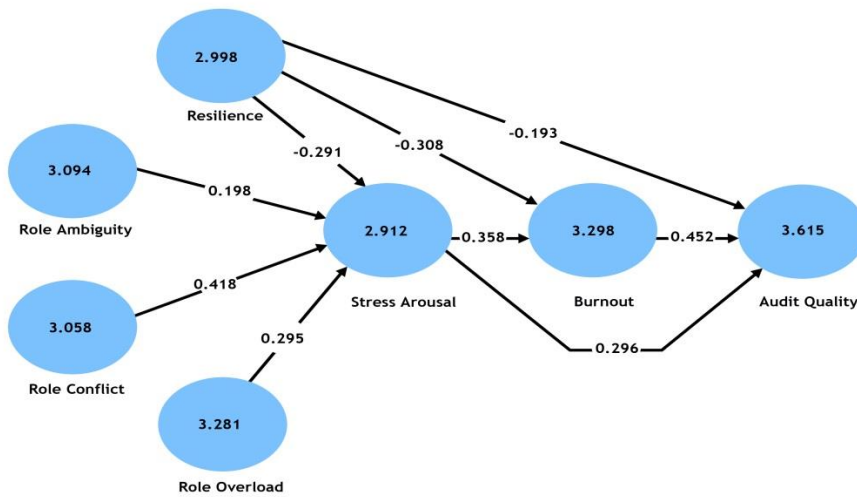 2.998
Resilience
-0.193
-0.308
-0.291
3.094
0.198
Role Ambiguity
2.912
0.358
3.298
0.452
3.615
Stress Arousal
Burnout
Audit Quality
0.418
3.058
0.295
0.296
Role Conflict
3.281
Role Overload